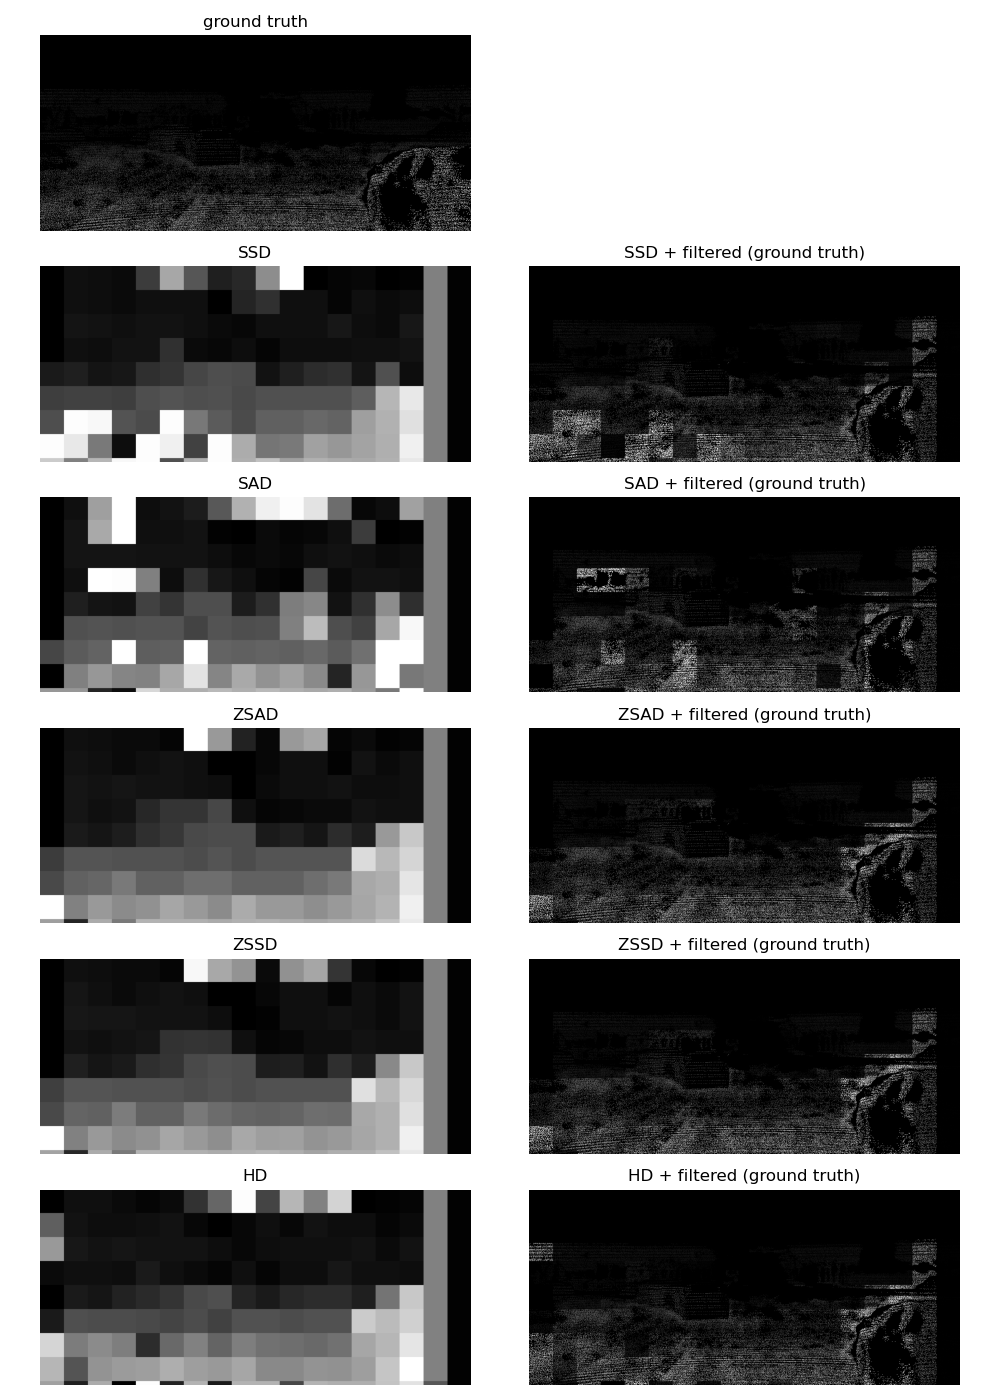 ground truth
SSD
SSD + filtered (ground truth)
SAD
SAD + filtered (ground truth)
ZSAD
ZSAD + filtered (ground truth)
ZSSD
ZSSD + filtered (ground truth)
HD
HD + filtered (ground truth)